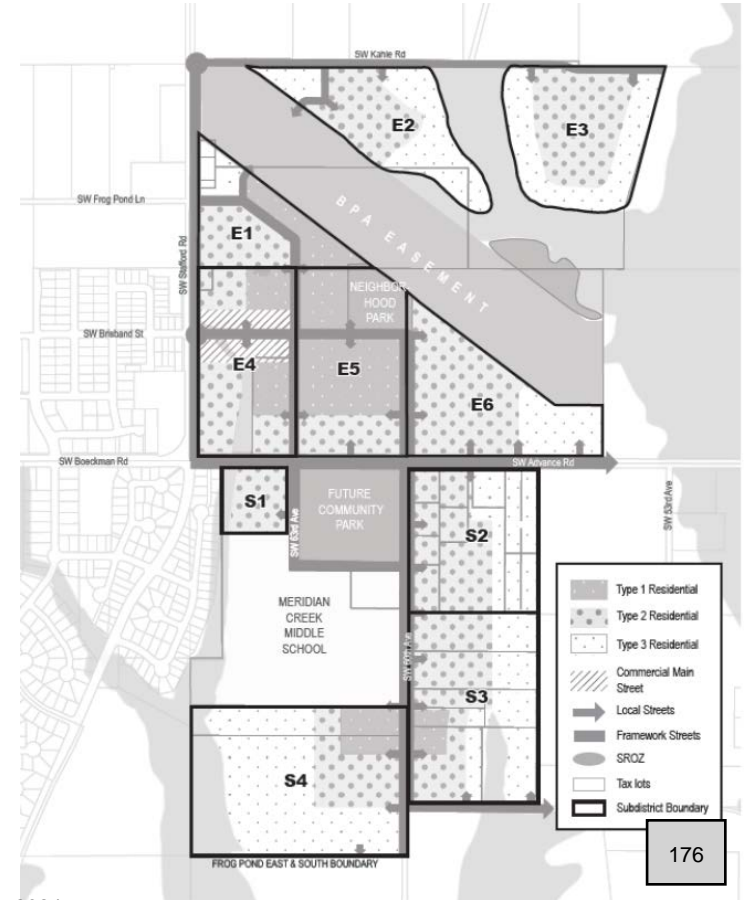 SW Kahle Rd
E2
E3
SW Frog Pond Ln
SW Stafford Rd
E1
BPA EASEMENT
NEIGHBOR-
HOOD
PARK
SW Brisband St
E4
E5
E6
SW Boeckman Rd
SW Advance Rd
S1
SW 63rd Ave
FUTURE
COMMUNITY
PARK
S2
SW 53rd Ave
MERIDIAN
CREEK
MIDDLE
SCHOOL
SW 60th Ave
S3
S4
FROG POND EAST & SOUTH BOUNDARY
Type 1 Residential
Type 2 Residential
Type 3 Residential
Commercial Main
Street
Local Streets
Framework Streets
SROZ
Tax lots
Subdistrict Boundary
176